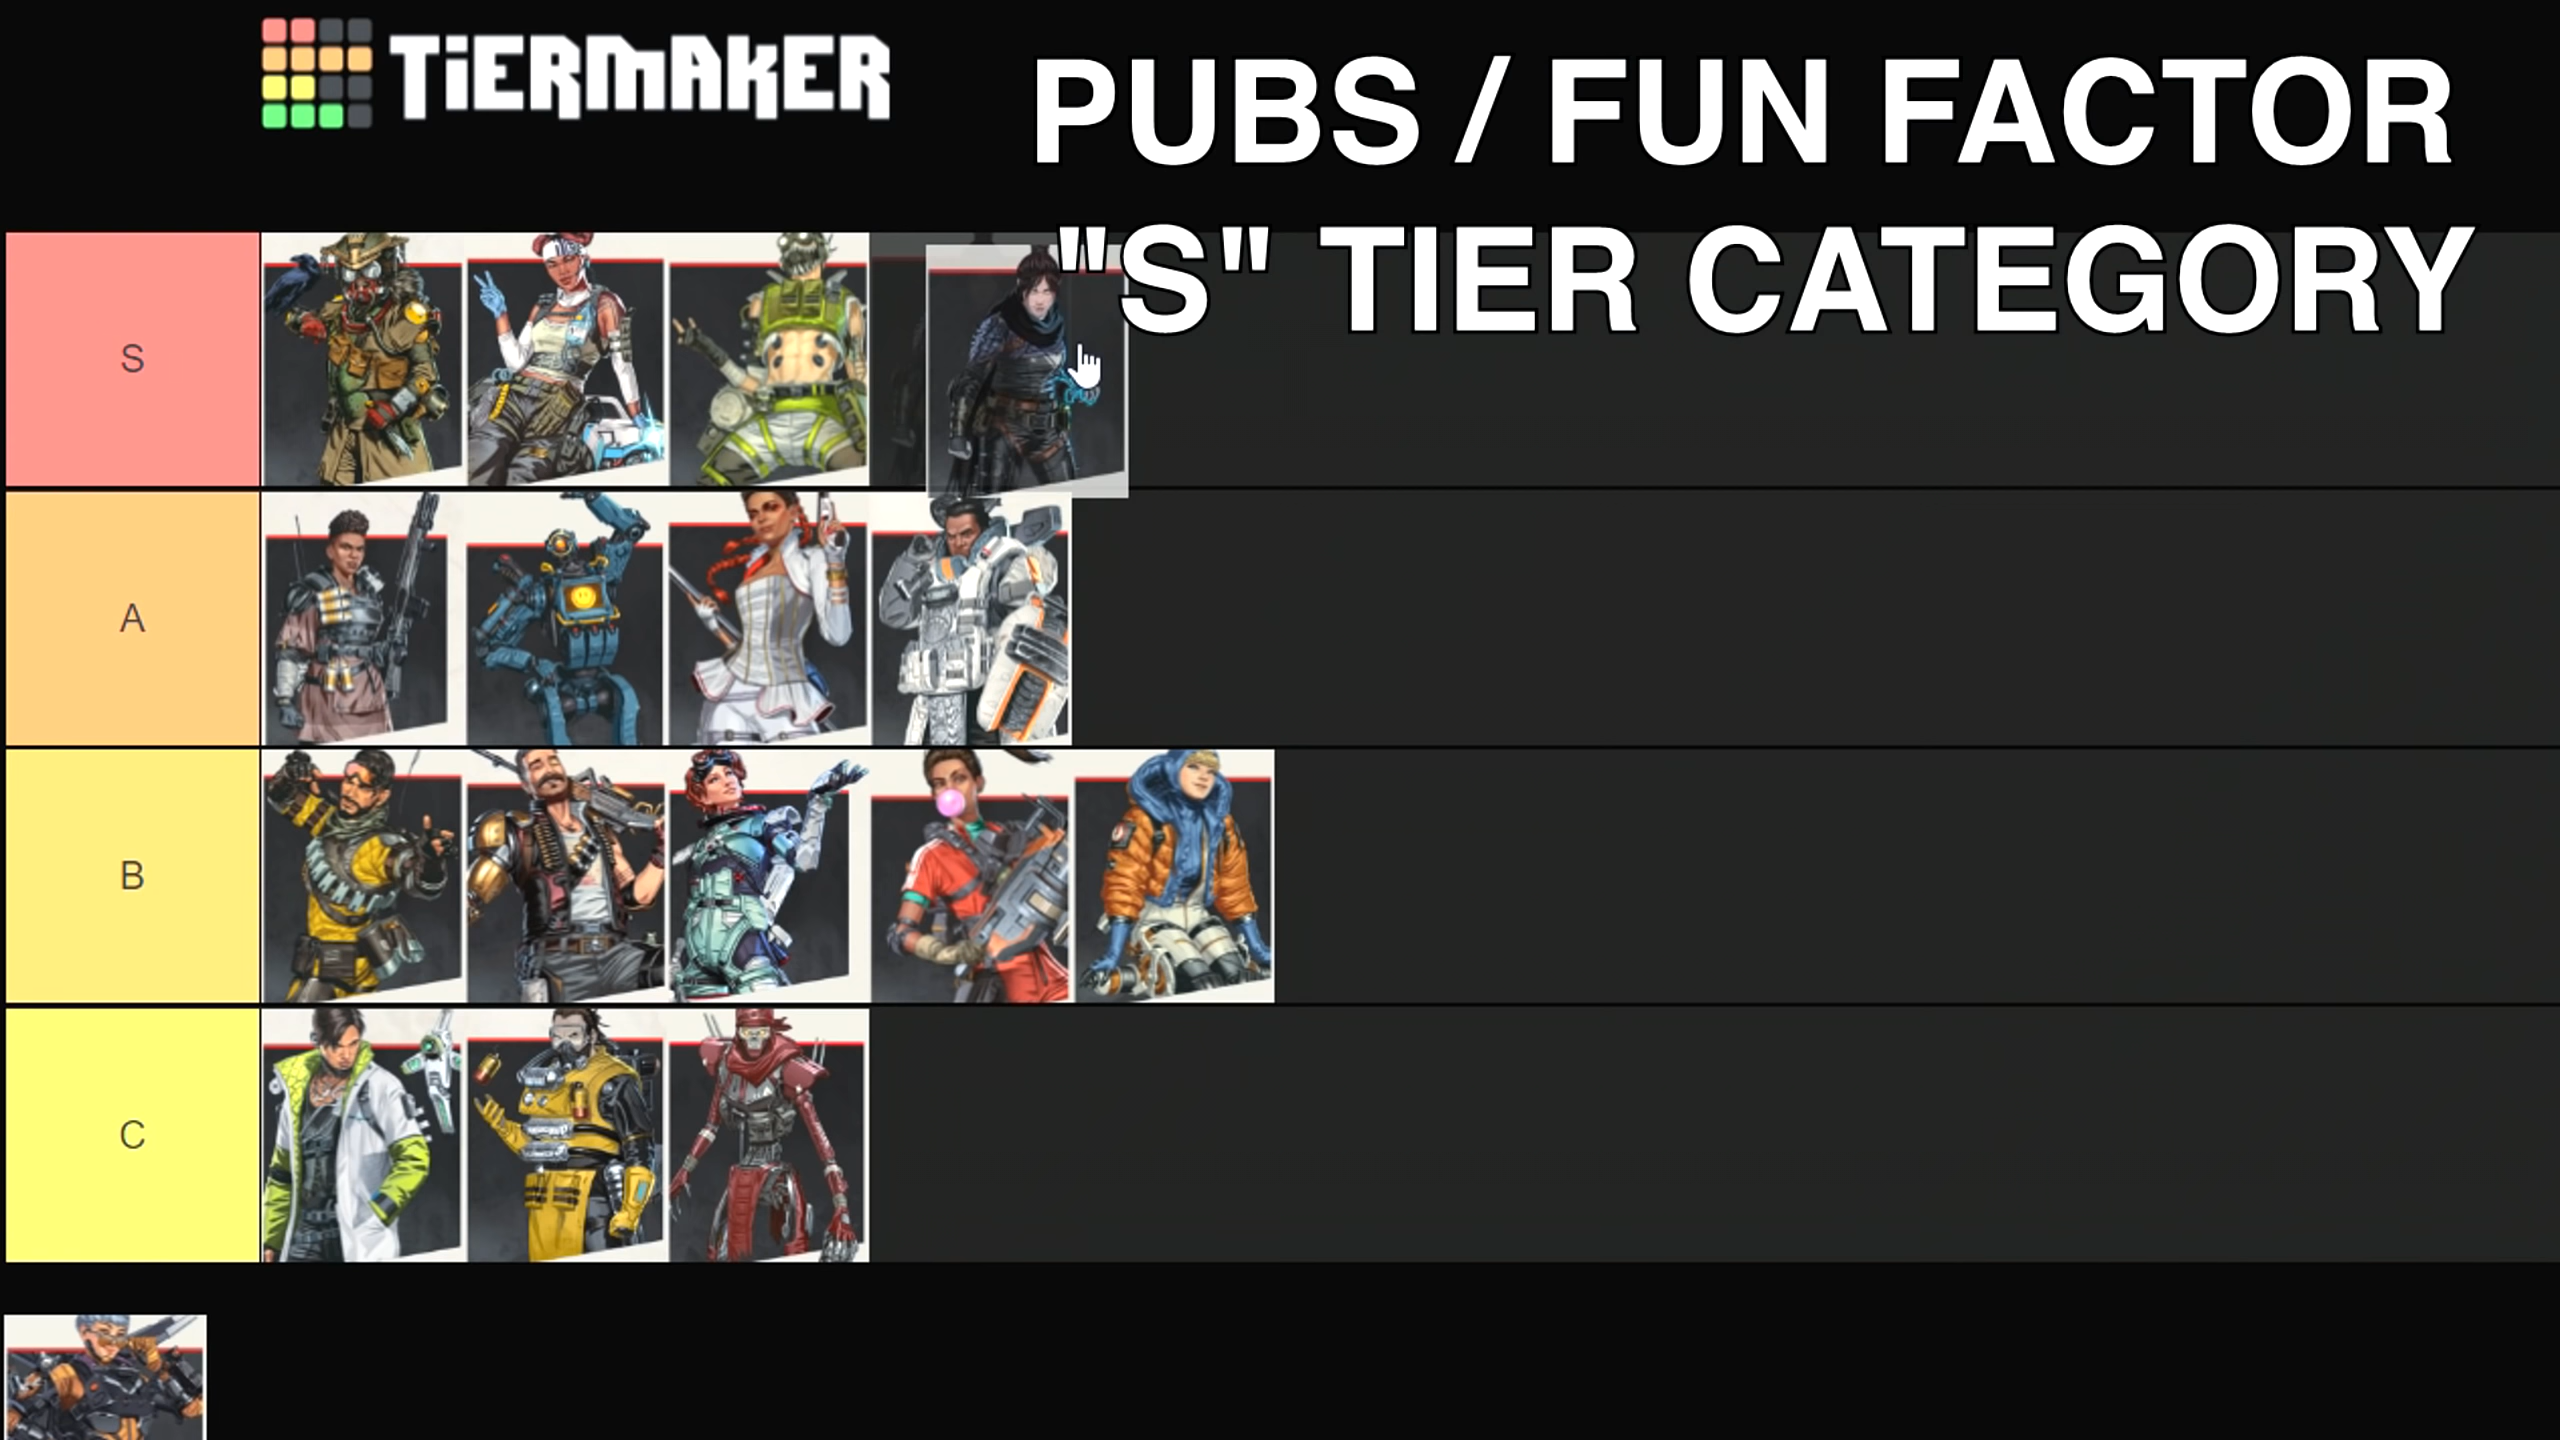 TiERMAKER
PUBS / FUN FACTOR
"S" TIER CATEGORY
S
A
B
C